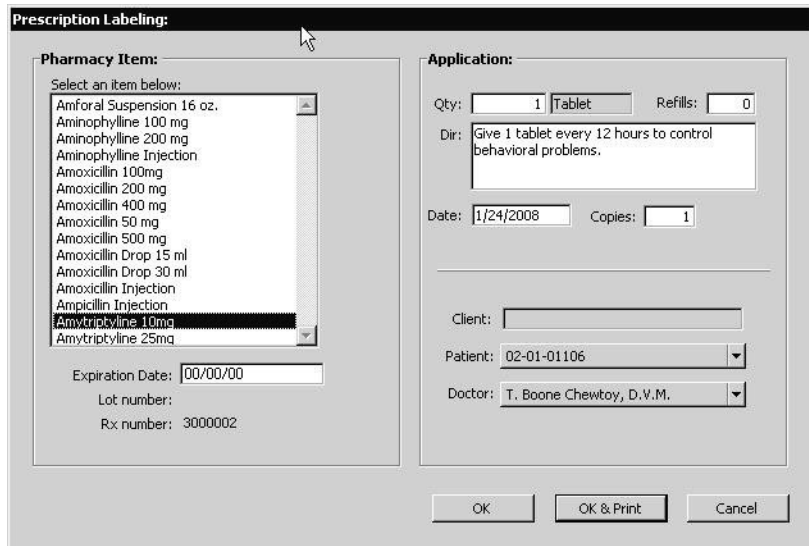 Prescription Labeling:
Pharmacy Item:
Select an item below:
Amforal Suspension 16 oz.
Aminophylline 100 mg
Aminophylline 200 mg
Aminophylline Injection
Amoxicillin 100mg
Amoxicillin 200 mg
Amoxicillin 400 mg
Amoxicillin 50 mg
Amoxicillin 500 mg
Amoxicillin Drop 15 ml
Amoxicillin Drop 30 ml
Amoxicillin Injection
Ampicillin Injection
Amytriptyline 10mg
Amytriptyline 25mg
Expiration Date: 00/00/00
Lot number:
Rx number: 3000002
Application:
Qty: 1 Tablet Refills: 0
Dir: Give 1 tablet every 12 hours to control
behavioral problems.
Date: 1/24/2008 Copies: 1
Client:
Patient: 02-01-01106
Doctor: T. Boone Chewtoy, D.V.M.
OK OK & Print Cancel